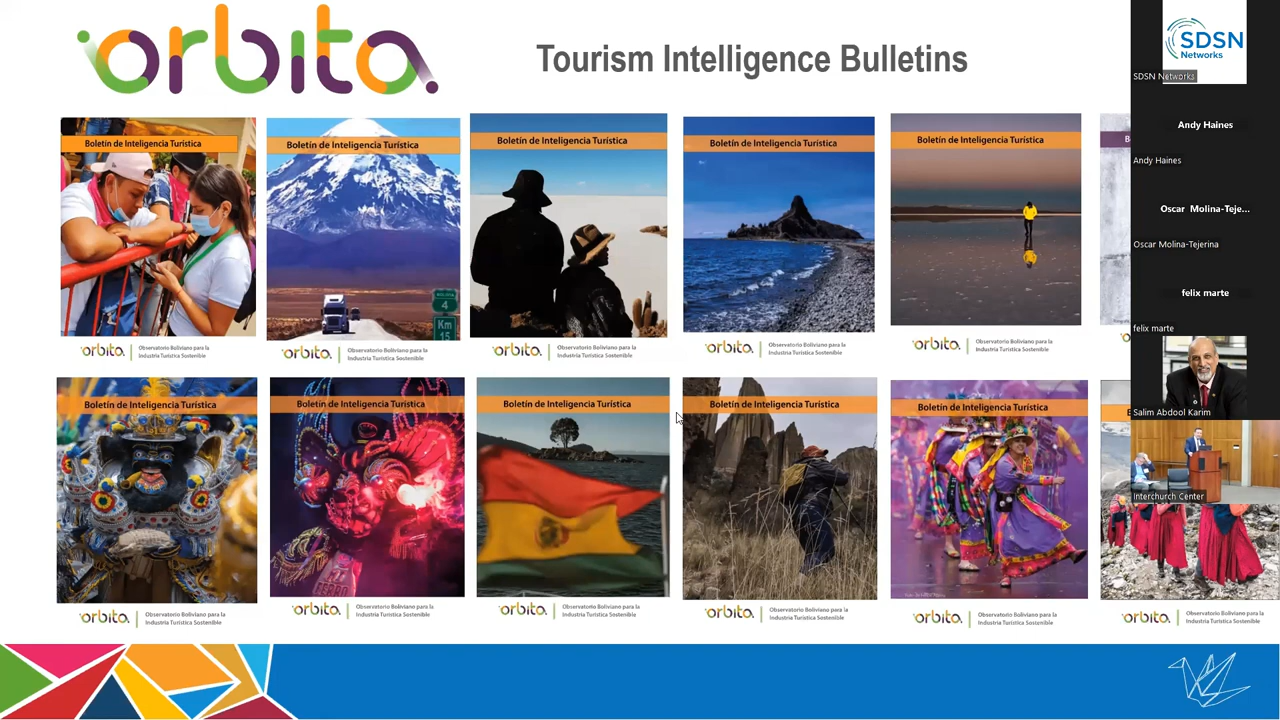 orbita.
Tourism Intelligence Bulletins
Boletín de Inteligencia Turística
Boletín de Inteligencia Turística
Boletín de Inteligencia Turística
Boletín de Inteligencia Turística
Boletín de Inteligencia Turística
4
Km
15
orbita.
Observatorio Boliviano para la
Industria Turística Sostenible
orbita.
Observatorio Boliviano para la
Industria Turística Sostenible
orbita.
Observatorio Boliviano para la
Industria Turística Sostenible
orbita.
Observatorio Boliviano para la
Industria Turística Sostenible
orbita.
Observatorio Boliviano para la
Industria Turística Sostenible
Boletín de Inteligencia Turística
Boletín de Inteligencia Turística
Boletín de Inteligencia Turística
Boletín de Inteligencia Turística
Boletín de Inteligencia Turística
orbita.
Observatorio Boliviano para la
Industria Turística Sostenible
orbita.
Observatorio Boliviano para la
Industria Turística Sostenible
orbita.
Observatorio Boliviano para la
Industria Turística Sostenible
orbita.
Observatorio Boliviano para la
Industria Turística Sostenible
orbita.
Observatorio Boliviano para la
Industria Turística Sostenible
orbita.
Observatorio Boliviano para la
Industria Turística Sostenible
SDSN
Networks
SDSN Networks
Andy Haines
Andy Haines
Oscar Molina-Teje...
Oscar Molina-Tejerina
felix marte
felix marte
Salim Abdool Karim
Interchurch Center